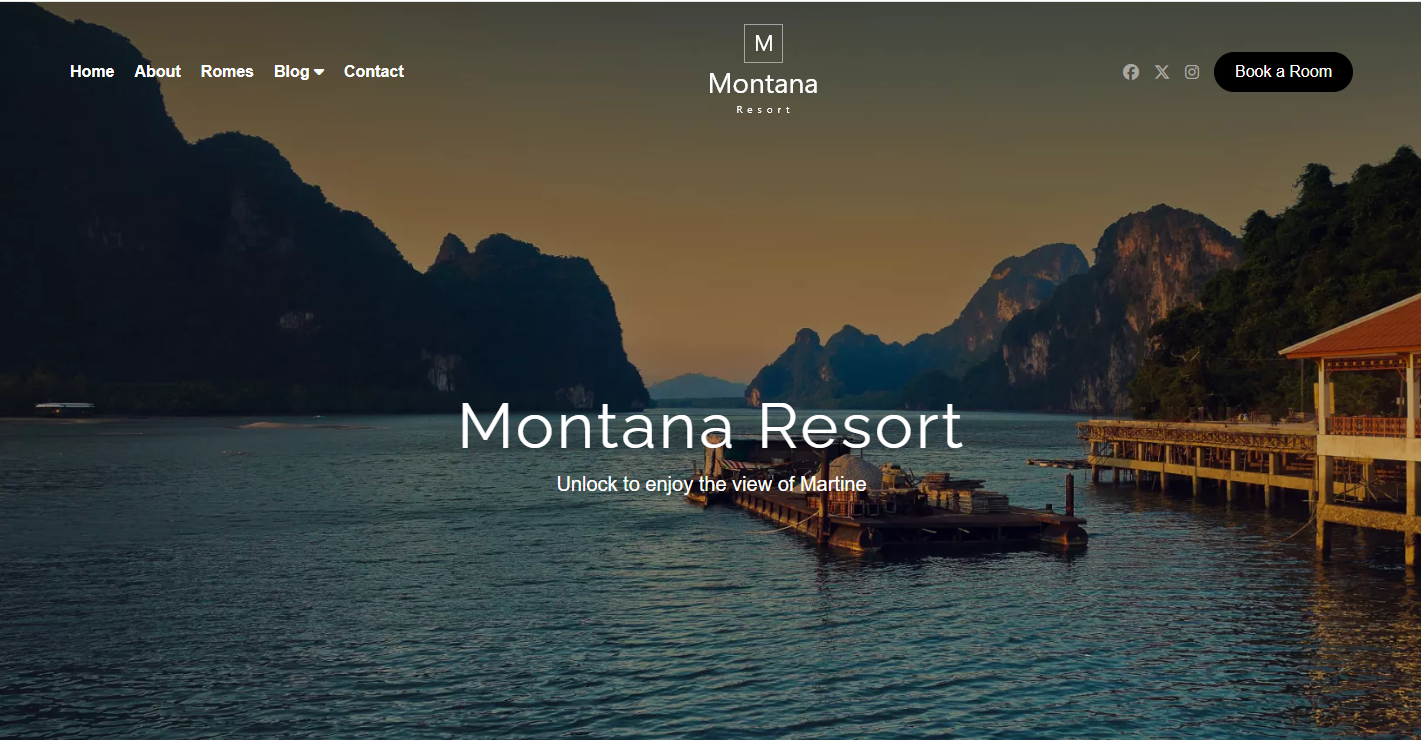 Home About Romes Blog Contact
M
Montana
Resort
Book a Room
Montana Resort
Unlock to enjoy the view of Martine